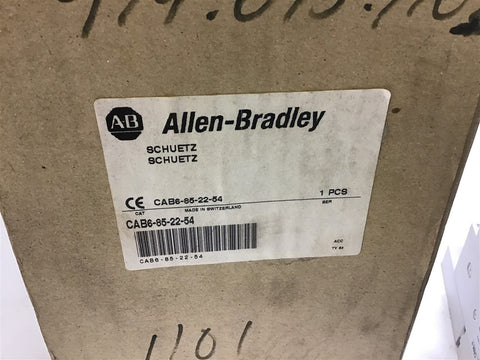 AB Allen-Bradley
SCHUETZ
SCHUETZ
CE CAB6-85-22-54 1 PCS
CAT MADE IN SWITZERLAND SER
CAB6-85-22-54
ACC
CAB6-85-22-54
1101